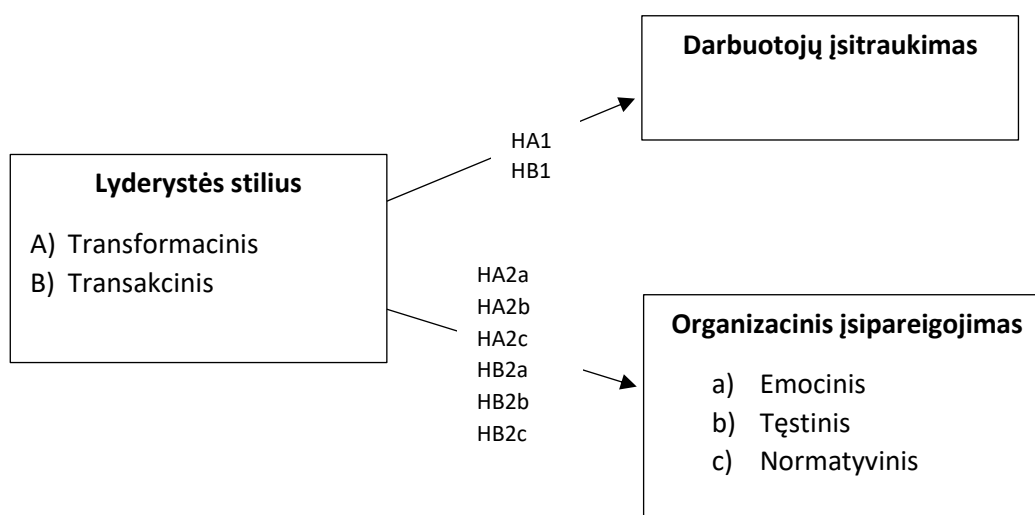 Darbuotojų įsitraukimas
HA1
HB1
Lyderystės stilius
A) Transformacinis
B) Transakcinis
HA2a
HA2b
HA2c
HB2a
HB2b
HB2c
Organizacinis įsipareigojimas
a) Emocinis
b) Tęstinis
c) Normatyvinis